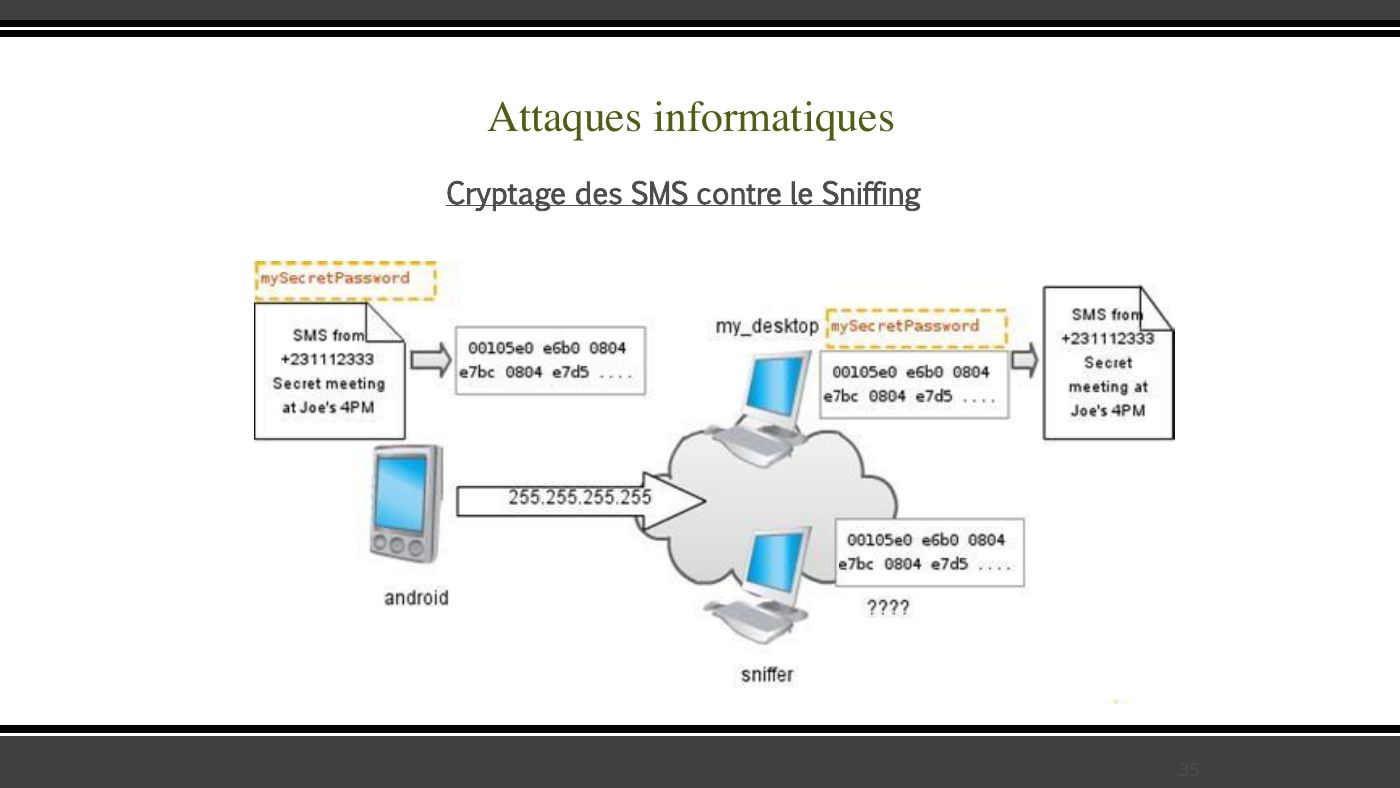 Attaques informatiques
Cryptage des SMS contre le Sniffing
mySecretPassword
SMS from
+231112333
Secret meeting
at Joe's 4PM
00105e0 e6b0 0804
e7bc 0804 e7d5 ....
my_desktop
mySecretPassword
00105e0 e6b0 0804
e7bc 0804 e7d5 ....
SMS from
+231112333
Secret
meeting at
Joe's 4PM
255.255.255.255
android
00105e0 e6b0 0804
e7bc 0804 e7d5 ....
????
sniffer
35